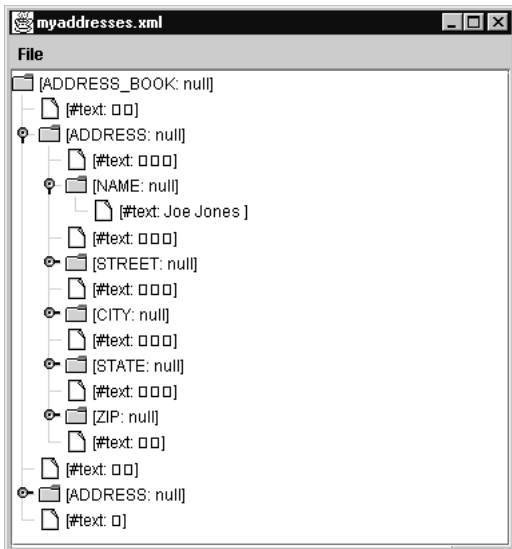 myaddresses.xml
File
[ADDRESS_BOOK: null]
[#text: □□]
[ADDRESS: null]
[#text: □□□]
[NAME: null]
[#text: Joe Jones ]
[#text: □□□]
[STREET: null]
[#text: □□□]
[CITY: null]
[#text: □□□]
[STATE: null]
[#text: □□□]
[ZIP: null]
[#text: □□]
[#text: □□]
[ADDRESS: null]
[#text: □]